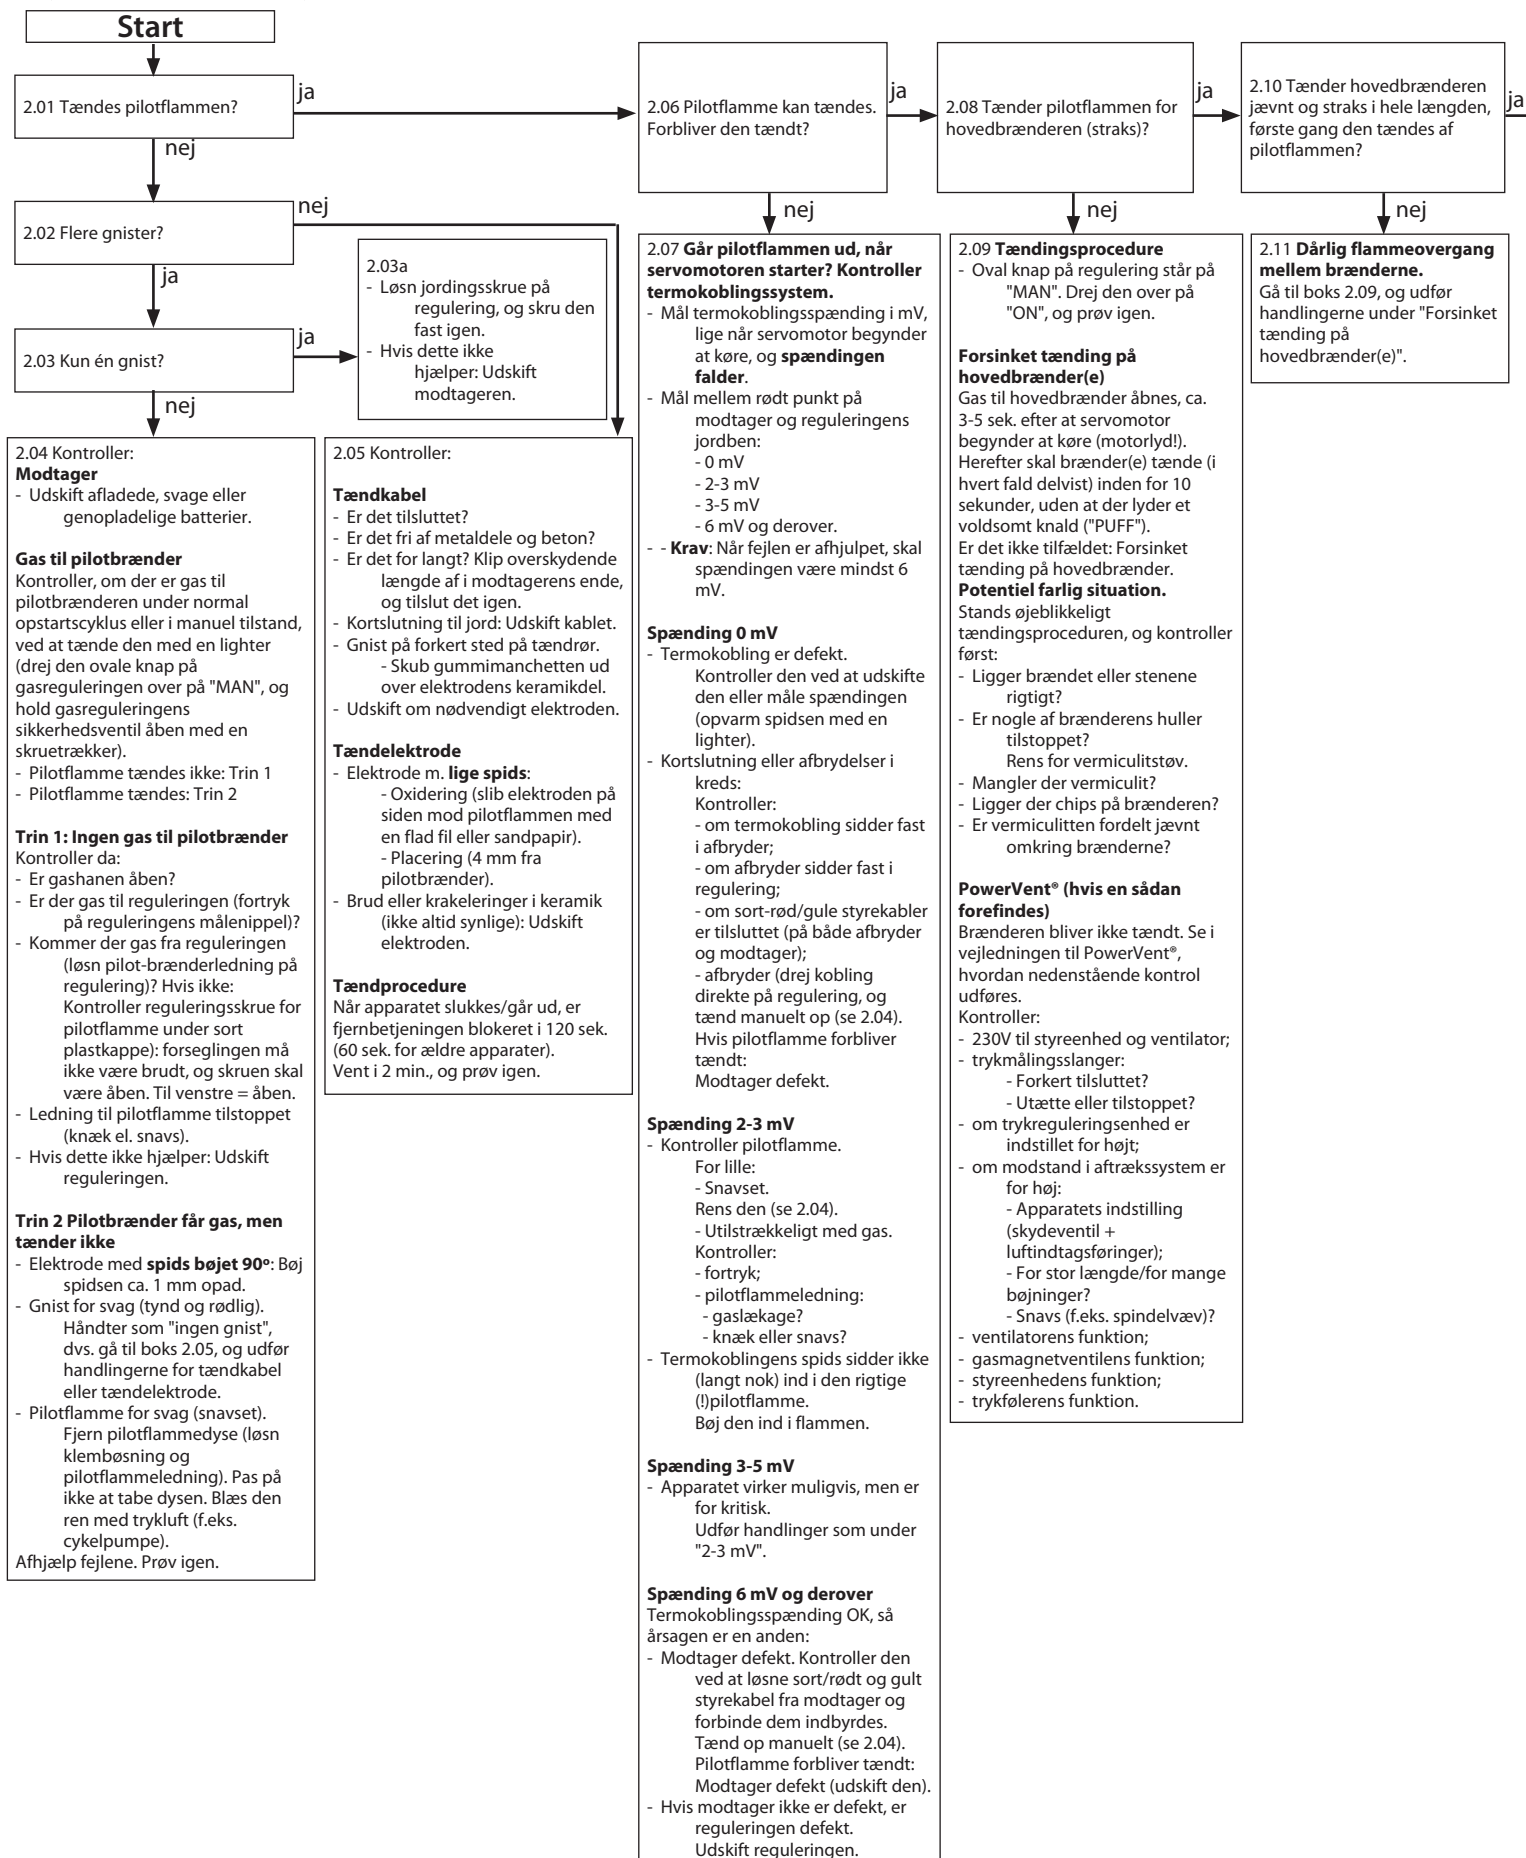 Start
2.01 Tændes pilotflammen?
ja
nej
2.02 Flere gnister?
nej
ja
2.03 Kun én gnist?
ja
nej
2.03a
- Løsn jordingsskrue på
regulering, og skru den
fast igen.
- Hvis dette ikke
hjælper: Udskift
modtageren.
2.04 Kontroller:
Modtager
- Udskift afladede, svage eller
genopladelige batterier.
Gas til pilotbrænder
Kontroller, om der er gas til
pilotbrænderen under normal
opstartscyklus eller i manuel tilstand,
ved at tænde den med en lighter
(drej den ovale knap på
gasreguleringen over på "MAN", og
hold gasreguleringens
sikkerhedsventil åben med en
skruetrækker).
- Pilotflamme tændes ikke: Trin 1
- Pilotflamme tændes: Trin 2
Trin 1: Ingen gas til pilotbrænder
Kontroller da:
- Er gashanen åben?
- Er der gas til reguleringen (fortryk
på reguleringens målenippel)?
- Kommer der gas fra reguleringen
(løsn pilot-brænderledning på
regulering)? Hvis ikke:
Kontroller reguleringsskrue for
pilotflamme under sort
plastkappe): forseglingen må
ikke være brudt, og skruen skal
være åben. Til venstre = åben.
- Ledning til pilotflamme tilstoppet
(knæk el. snavs).
- Hvis dette ikke hjælper: Udskift
reguleringen.
Trin 2 Pilotbrænder får gas, men
tænder ikke
- Elektrode med spids bøjet 90º: Bøj
spidsen ca. 1 mm opad.
- Gnist for svag (tynd og rødlig).
Håndter som "ingen gnist",
dvs. gå til boks 2.05, og udfør
handlingerne for tændkabel
eller tændelektrode.
- Pilotflamme for svag (snavset).
Fjern pilotflammedyse (løsn
klembøsning og
pilotflammeledning). Pas på
ikke at tabe dysen. Blæs den
ren med trykluft (f.eks.
cykelpumpe).
Afhjælp fejlene. Prøv igen.
2.05 Kontroller:
Tændkabel
- Er det tilsluttet?
- Er det fri af metaldele og beton?
- Er det for langt? Klip overskydende
længde af i modtagerens ende,
og tilslut det igen.
- Kortslutning til jord: Udskift kablet.
- Gnist på forkert sted på tændrør.
- Skub gummimanchetten ud
over elektrodens keramikdel.
- Udskift om nødvendigt elektroden.
Tændelektrode
- Elektrode m. lige spids:
- Oxidering (slib elektroden på
siden mod pilotflammen med
en flad fil eller sandpapir).
- Placering (4 mm fra
pilotbrænder).
- Brud eller krakeleringer i keramik
(ikke altid synlige): Udskift
elektroden.
Tændprocedure
Når apparatet slukkes/går ud, er
fjernbetjeningen blokeret i 120 sek.
(60 sek. for ældre apparater).
Vent i 2 min., og prøv igen.
2.06 Pilotflamme kan tændes.
Forbliver den tændt?
ja
nej
2.07 Går pilotflammen ud, når
servomotoren starter? Kontroller
termokoblingssystem.
- Mål termokoblingsspænding i mV,
lige når servomotor begynder
at køre, og spændingen
falder.
- Mål mellem rødt punkt på
modtager og reguleringens
jordben:
- 0 mV
- 2-3 mV
- 3-5 mV
- 6 mV og derover.
- - Krav: Når fejlen er afhjulpet, skal
spændingen være mindst 6
mV.
Spænding 0 mV
- Termokobling er defekt.
Kontroller den ved at udskifte
den eller måle spændingen
(opvarm spidsen med en
lighter).
- Kortslutning eller afbrydelser i
kreds:
Kontroller:
- om termokobling sidder fast
i afbryder;
- om afbryder sidder fast i
regulering;
- om sort-rød/gule styrekabler
er tilsluttet (på både afbryder
og modtager);
- afbryder (drej kobling
direkte på regulering, og
tænd manuelt op (se 2.04).
Hvis pilotflamme forbliver
tændt:
Modtager defekt.
Spænding 2-3 mV
- Kontroller pilotflamme.
For lille:
- Snavset.
Rens den (se 2.04).
- Utilstrækkeligt med gas.
Kontroller:
- fortryk;
- pilotflammeledning:
- gaslækage?
- knæk eller snavs?
- Termokoblingens spids sidder ikke
(langt nok) ind i den rigtige
(!)pilotflamme.
Bøj den ind i flammen.
Spænding 3-5 mV
- Apparatet virker muligvis, men er
for kritisk.
Udfør handlinger som under
"2-3 mV".
Spænding 6 mV og derover
Termokoblingsspænding OK, så
årsagen er en anden:
- Modtager defekt. Kontroller den
ved at løsne sort/rødt og gult
styrekabel fra modtager og
forbinde dem indbyrdes.
Tænd op manuelt (se 2.04).
Pilotflamme forbliver tændt:
Modtager defekt (udskift den).
- Hvis modtager ikke er defekt, er
reguleringen defekt.
Udskift reguleringen.
2.08 Tænder pilotflammen for
hovedbrænderen (straks)?
ja
nej
2.09 Tændingsprocedure
- Oval knap på regulering står på
"MAN". Drej den over på
"ON", og prøv igen.
Forsinket tænding på
hovedbrænder(e)
Gas til hovedbrænder åbnes, ca.
3-5 sek. efter at servomotor
begynder at køre (motorlyd!).
Herefter skal brænder(e) tænde (i
hvert fald delvist) inden for 10
sekunder, uden at der lyder et
voldsomt knald ("PUFF").
Er det ikke tilfældet: Forsinket
tænding på hovedbrænder.
Potentiel farlig situation.
Stands øjeblikkeligt
tændingsproceduren, og kontroller
først:
- Ligger brændet eller stenene
rigtigt?
- Er nogle af brænderens huller
tilstoppet?
Rens for vermiculitstøv.
- Mangler der vermiculit?
- Ligger der chips på brænderen?
- Er vermiculitten fordelt jævnt
omkring brænderne?
PowerVent® (hvis en sådan
forefindes)
Brænderen bliver ikke tændt. Se i
vejledningen til PowerVent®,
hvordan nedenstående kontrol
udføres.
Kontroller:
- 230V til styreenhed og ventilator;
- trykmålingsslanger:
- Forkert tilsluttet?
- Utætte eller tilstoppet?
- om trykreguleringsenhed er
indstillet for højt;
- om modstand i aftrækssystem er
for høj:
- Apparatets indstilling
(skydeventil +
luftindtagsføringer);
- For stor længde/for mange
bøjninger?
- Snavs (f.eks. spindelvæv)?
- ventilatorens funktion;
- gasmagnetventilens funktion;
- styreenhedens funktion;
- trykfølerens funktion.
2.10 Tænder hovedbrænderen
jævnt og straks i hele længden,
første gang den tændes af
pilotflammen?
ja
nej
2.11 Dårlig flammeovergang
mellem brænderne.
Gå til boks 2.09, og udfør
handlingerne under "Forsinket
tænding på
hovedbrænder(e)".